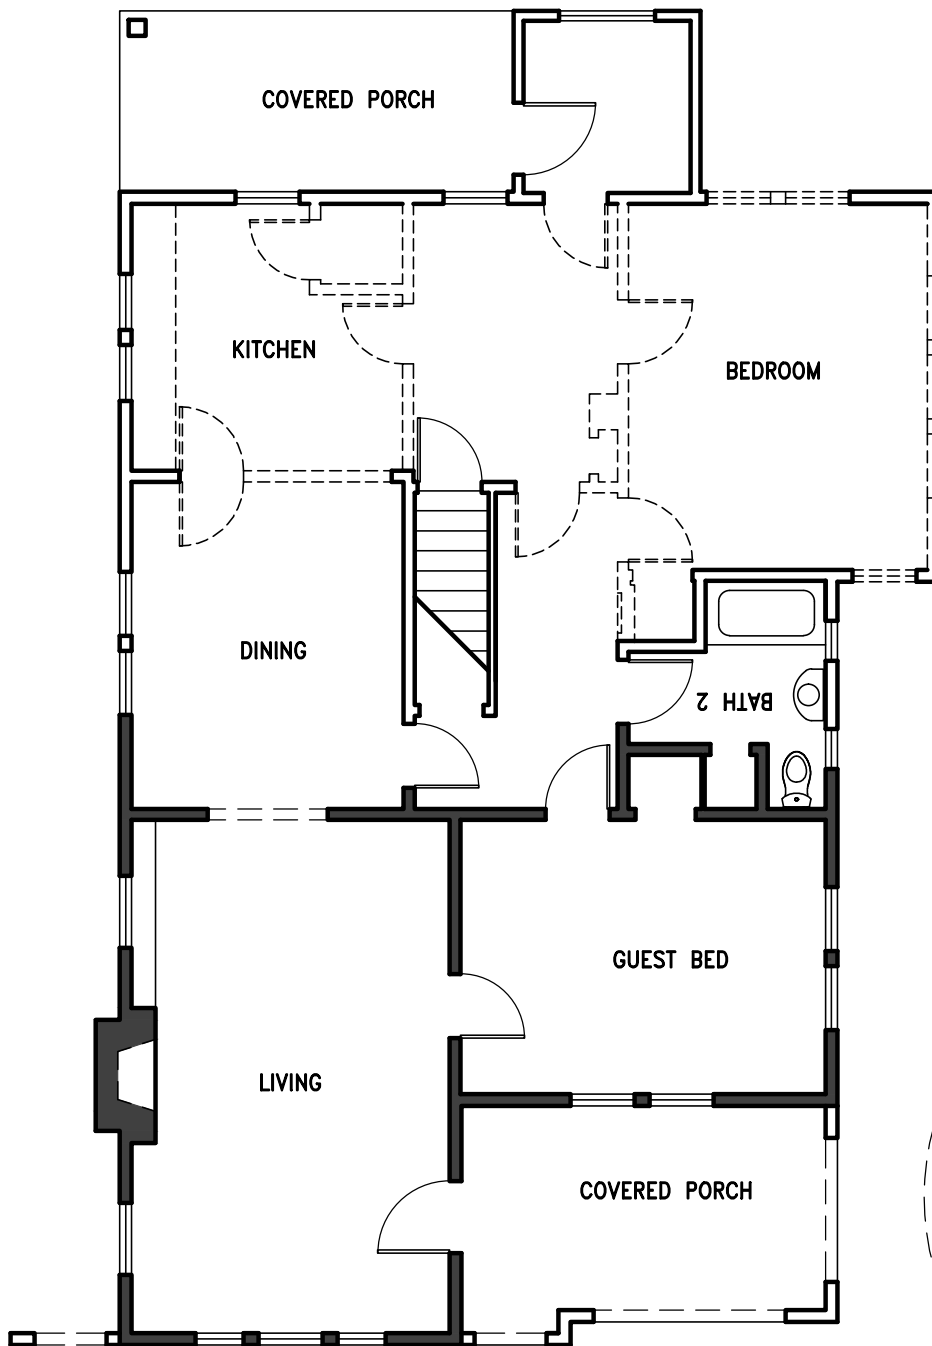 COVERED PORCH
KITCHEN
BEDROOM
DINING
BATH 2
GUEST BED
LIVING
COVERED PORCH